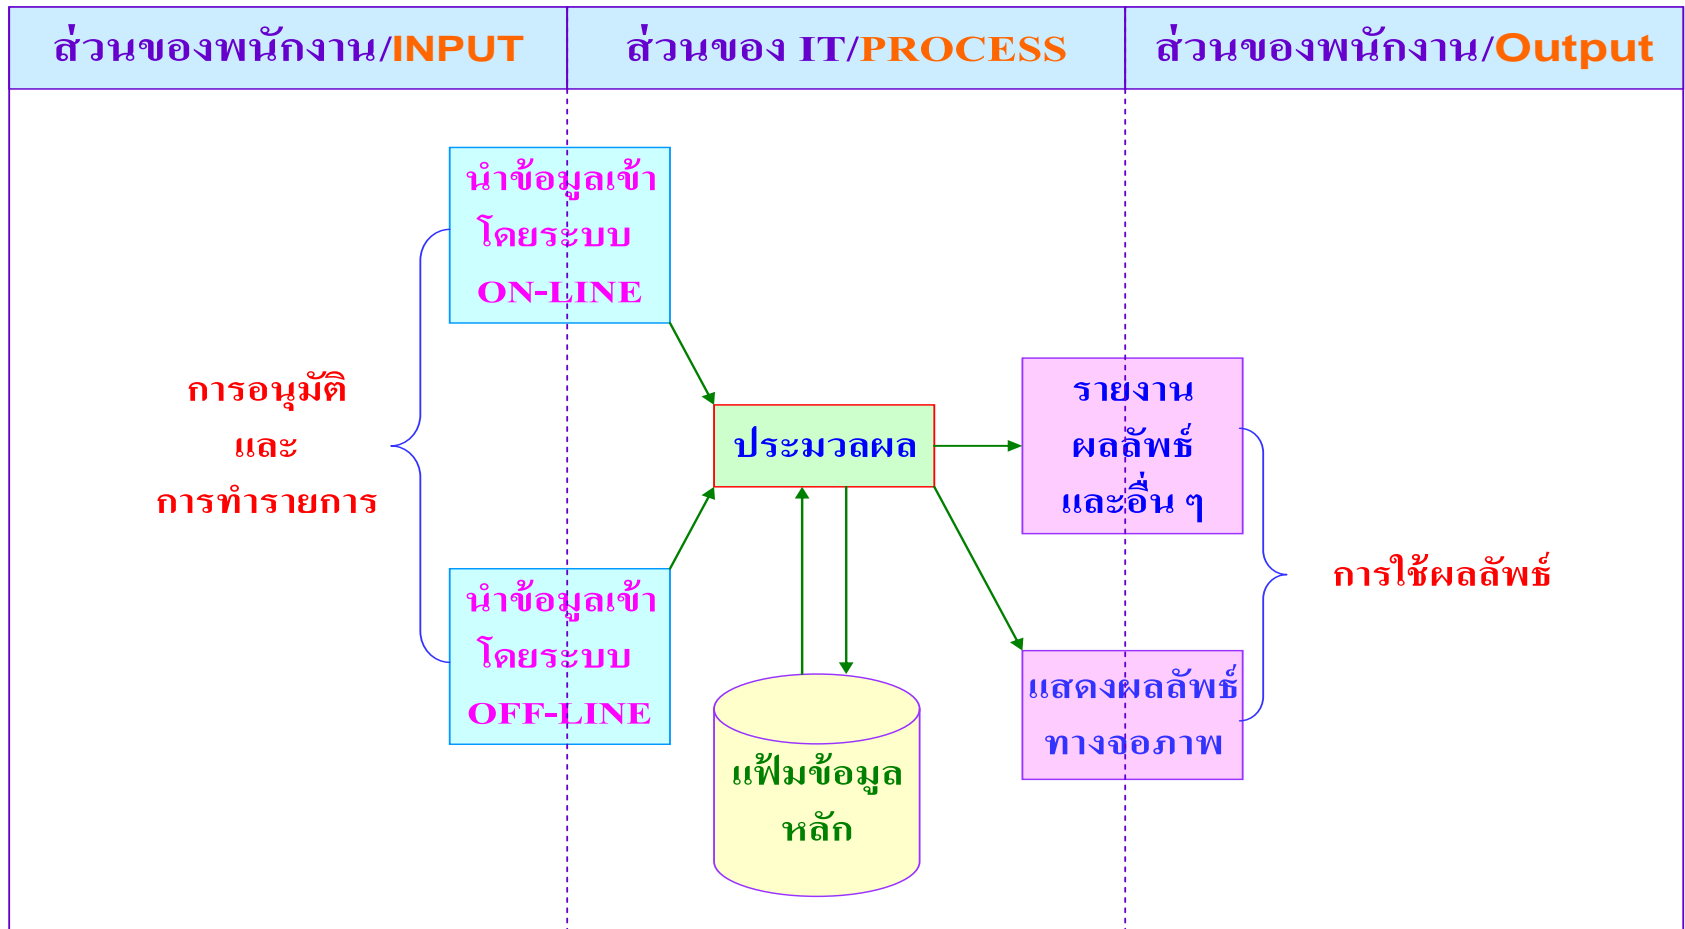 ส่วนของพนักงาน/INPUT
ส่วนของ IT/PROCESS
ส่วนของพนักงาน/Output
นำข้อมูลเข้า
โดยระบบ
ON-LINE
การอนุมัติ
และ
การทำรายการ
นำข้อมูลเข้า
โดยระบบ
OFF-LINE
ประมวลผล
แฟ้มข้อมูล
หลัก
รายงาน
ผลลัพธ์
และอื่น ๆ
แสดงผลลัพธ์
ทางจอภาพ
การใช้ผลลัพธ์